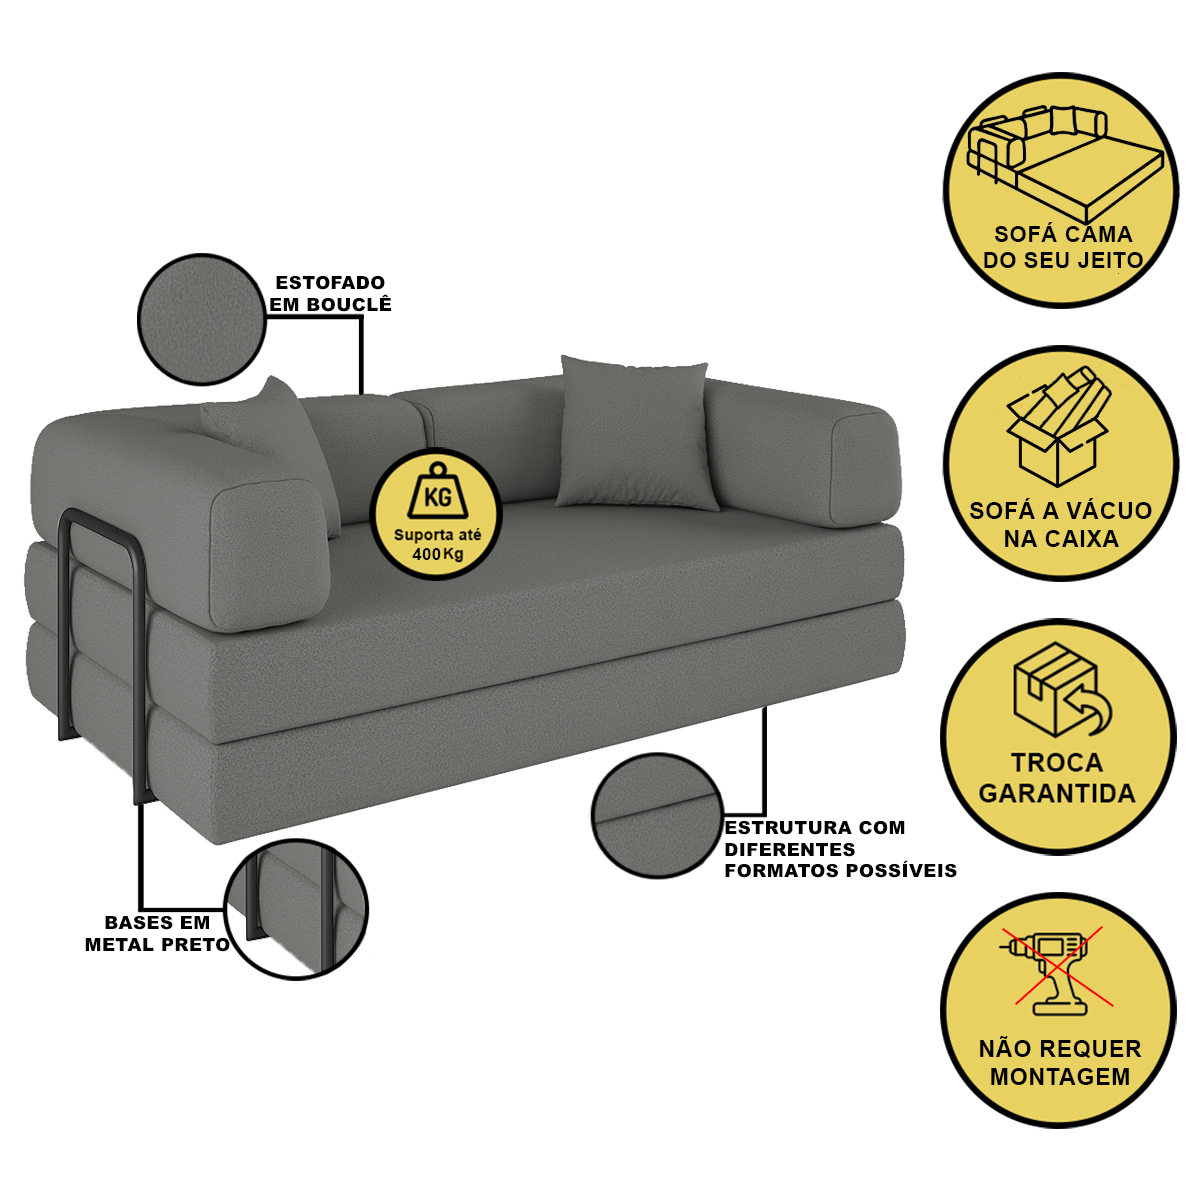 ESTOFADO
EM BOUCLÊ
KG
Suporta até
400Kg
BASES EM
METAL PRETO
ESTRUTURA COM
DIFERENTES
FORMATOS POSSÍVEIS
SOFÁ CAMA
DO SEU JEITO
SOFÁ A VÁCUO
NA CAIXA
TROCA
GARANTIDA
NÃO REQUER
MONTAGEM